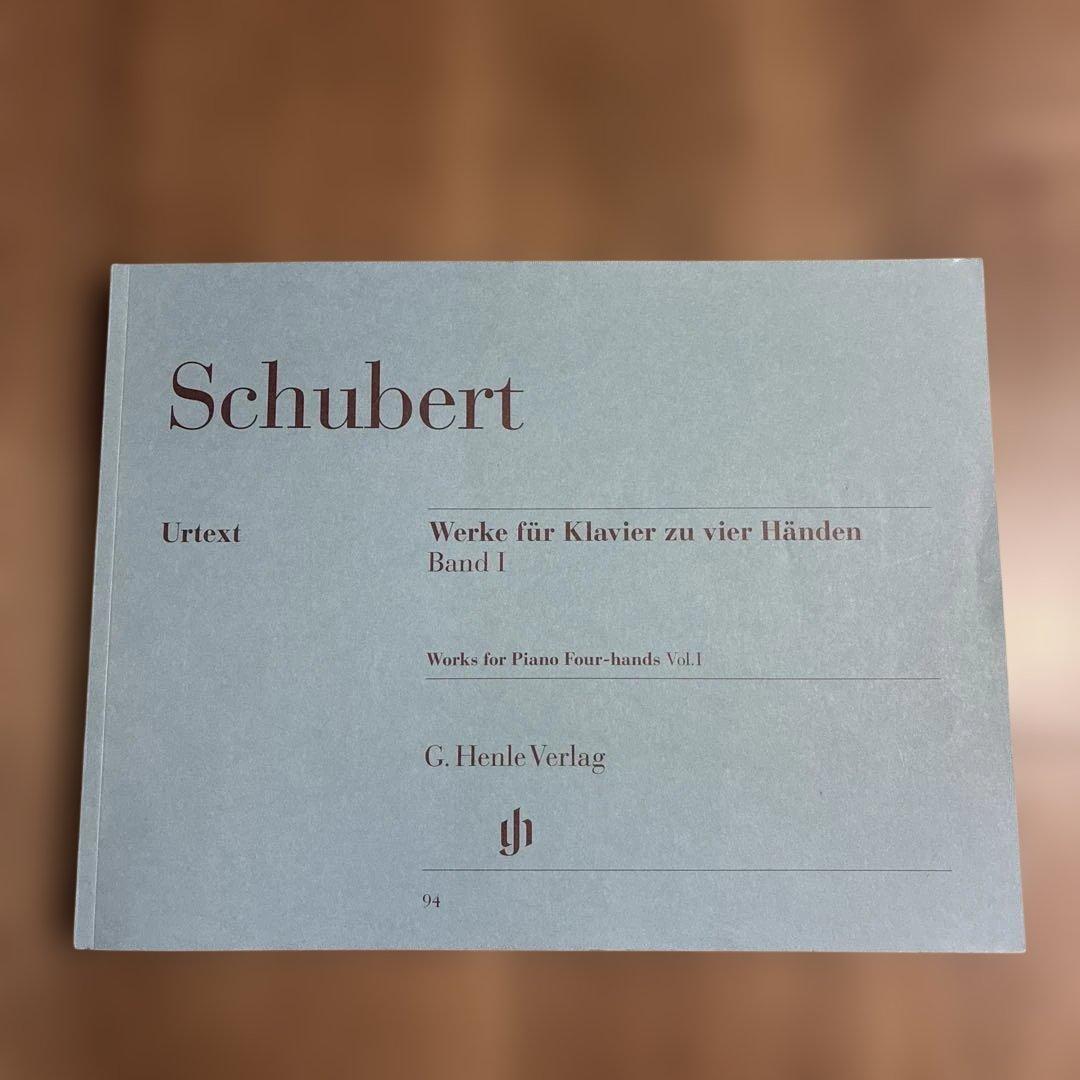 Schubert
Urtext
Werke für Klavier zu vier Händen
Band I
Works for Piano Four-hands Vol.I
G. Henle Verlag
94